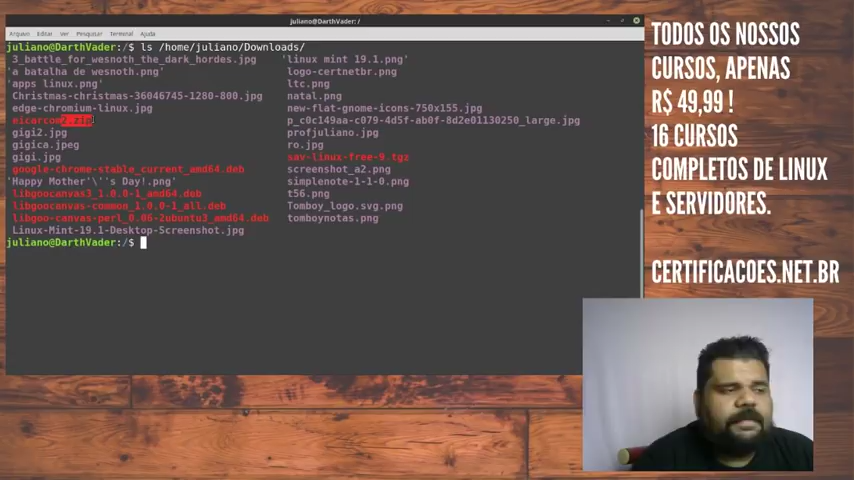 juliano@DarthVader: /
Arquivo Editar Ver Pesquisar Terminal Ajuda
juliano@DarthVader:/$ ls /home/juliano/Downloads/
3_battle_for_wesnoth_the_dark_hordes.jpg 'linux mint 19.1.png'
'a batalha de wesnoth.png' logo-certnetbr.png
'apps linux.png' ltc.png
Christmas-christmas-36046745-1280-800.jpg natal.png
edge-chromium-linux.jpg new-flat-gnome-icons-750x155.jpg
eicarcom2.zip p_c0c149aa-c079-4d5f-ab0f-8d2e01130250_large.jpg
gigi2.jpg profjuliano.jpg
gigica.jpeg ro.jpg
gigi.jpg sav-linux-free-9.tgz
google-chrome-stable_current_amd64.deb screenshot_a2.png
'Happy Mother'\''s Day!.png' simplenote-1-1-0.png
libgoocanvas3_1.0.0-1_amd64.deb t56.png
libgoocanvas-common_1.0.0-1_all.deb Tomboy_logo.svg.png
libgoo-canvas-perl_0.06-2ubuntu3_amd64.deb tomboynotas.png
Linux-Mint-19.1-Desktop-Screenshot.jpg
juliano@DarthVader:/$
TODOS OS NOSSOS
CURSOS, APENAS
R$ 49,99 !
16 CURSOS
COMPLETOS DE LINUX
E SERVIDORES.
CERTIFICACOES.NET.BR